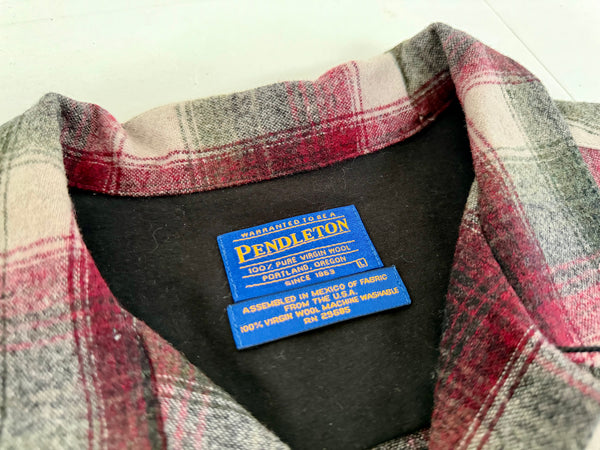 WARRANTED TO BE A
PENDLETON
100% PURE VIRGIN WOOL
PORTLAND, OREGON
SINCE 1863 L
ASSEMBLED IN MEXICO OF FABRIC
FROM THE U.S.A.
100% VIRGIN WOOL MACHINE WASHABLE
RN 29685